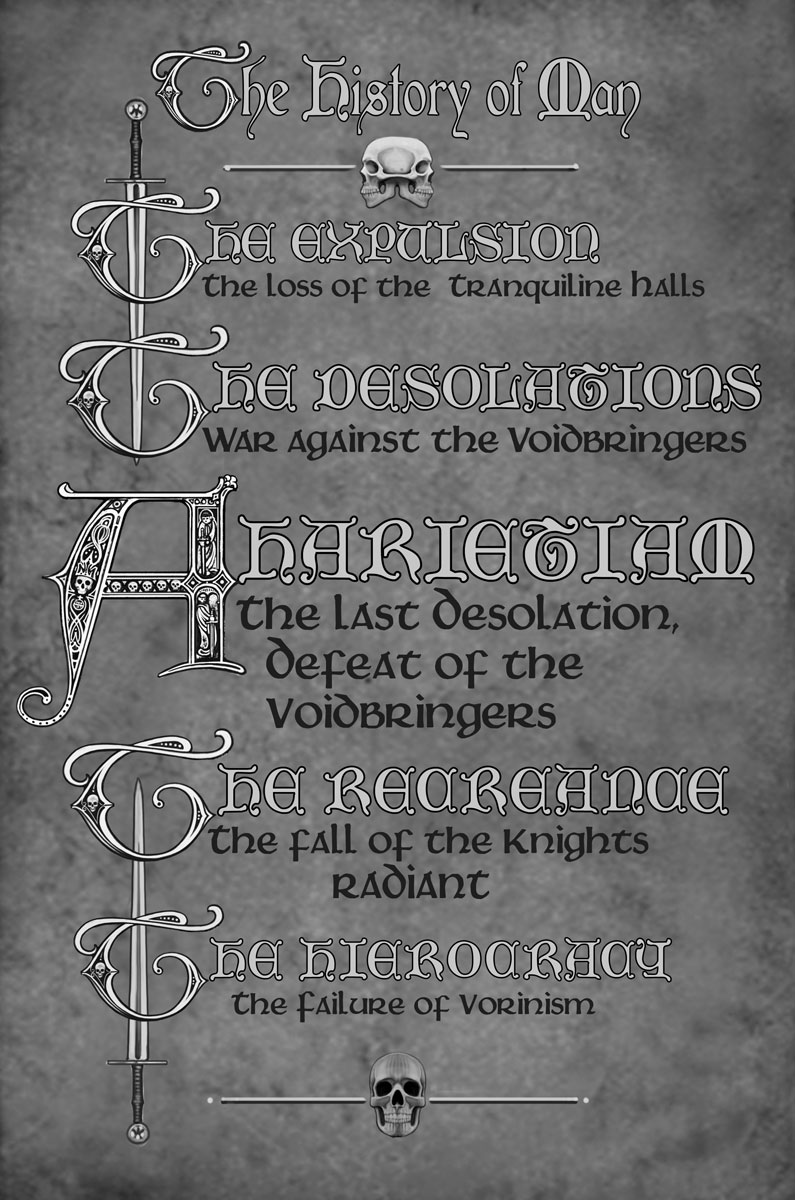 The History of Man
The Expulsion
The loss of the Tranquiline Halls
The Desolations
War against the Voidbringers
Aharietiam
The last Desolation,
defeat of the
Voidbringers
The Recreance
The fall of the Knights
Radiant
The Hierocracy
The failure of Vorinism